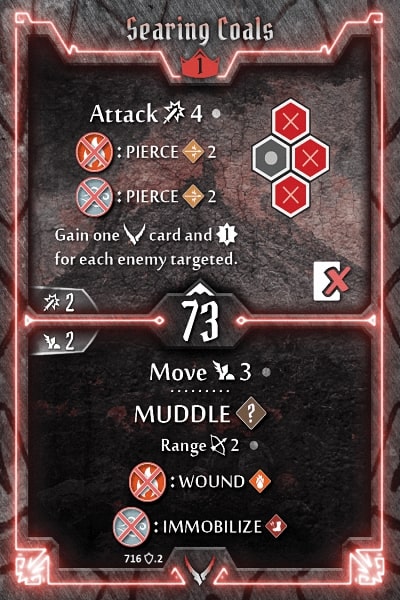 Searing Coals
1
Attack 4
: PIERCE 2
: PIERCE 2
Gain one card and 1
for each enemy targeted.
2
73
2
Move 3
MUDDLE ?
Range 2
: WOUND
: IMMOBILIZE
716 .2